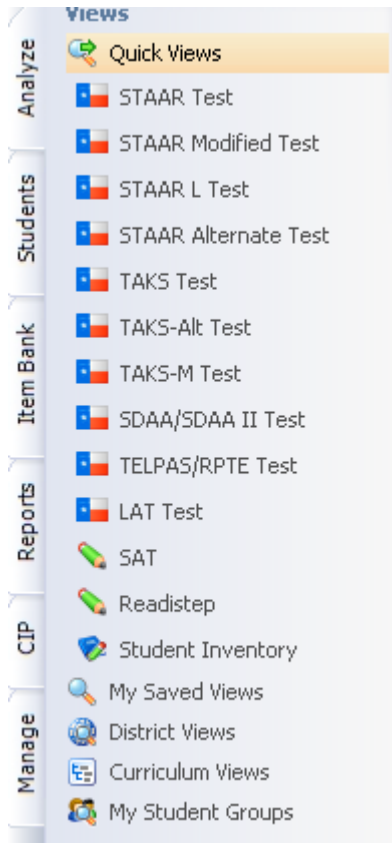 Views
Quick Views
STAAR Test
STAAR Modified Test
STAAR L Test
STAAR Alternate Test
TAKS Test
TAKS-Alt Test
TAKS-M Test
SDAA/SDAA II Test
TELPAS/RPTE Test
LAT Test
SAT
Readistep
Student Inventory
My Saved Views
District Views
Curriculum Views
My Student Groups
Analyze
Students
Item Bank
Reports
CIP
Manage